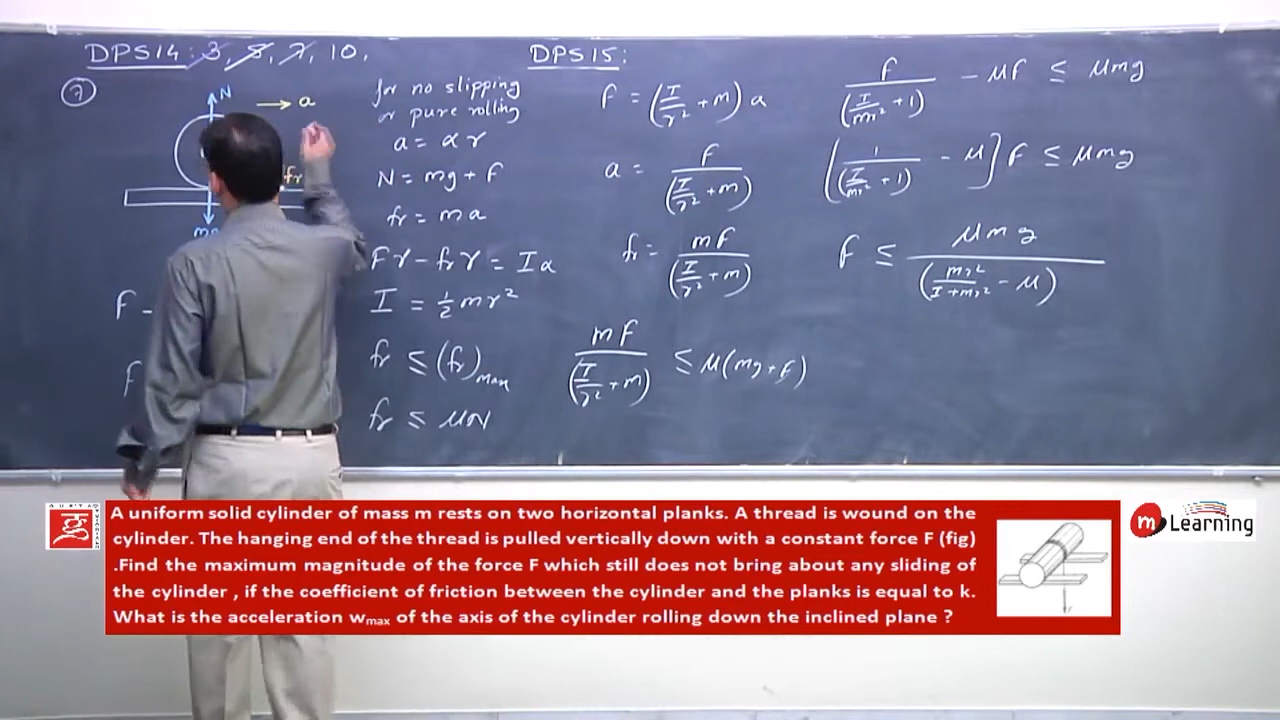 DPS14: 3, 8, 7, 10,
DPS15:
7
N
→ a
fr
F -
f
for no slipping
or pure rolling
a = αr
N = mg + F
fr = ma
Fr - fr r = Iα
I = 1/2 mr²
fr ≤ (fr)max
fr ≤ μN
F = (I/r² + m) a
a = F/(I/r² + m)
fr = mF/(I/r² + m)
mF/(I/r² + m) ≤ μ(mg + F)
F/(I/mr² + 1) - μF ≤ μmg
[1/(I/mr² + 1) - μ] F ≤ μmg
F ≤ μmg/(mr²/(I+mr²) - μ)
A uniform solid cylinder of mass m rests on two horizontal planks. A thread is wound on the
cylinder. The hanging end of the thread is pulled vertically down with a constant force F (fig)
.Find the maximum magnitude of the force F which still does not bring about any sliding of
the cylinder , if the coefficient of friction between the cylinder and the planks is equal to k.
What is the acceleration wmax of the axis of the cylinder rolling down the inclined plane ?
m Learning